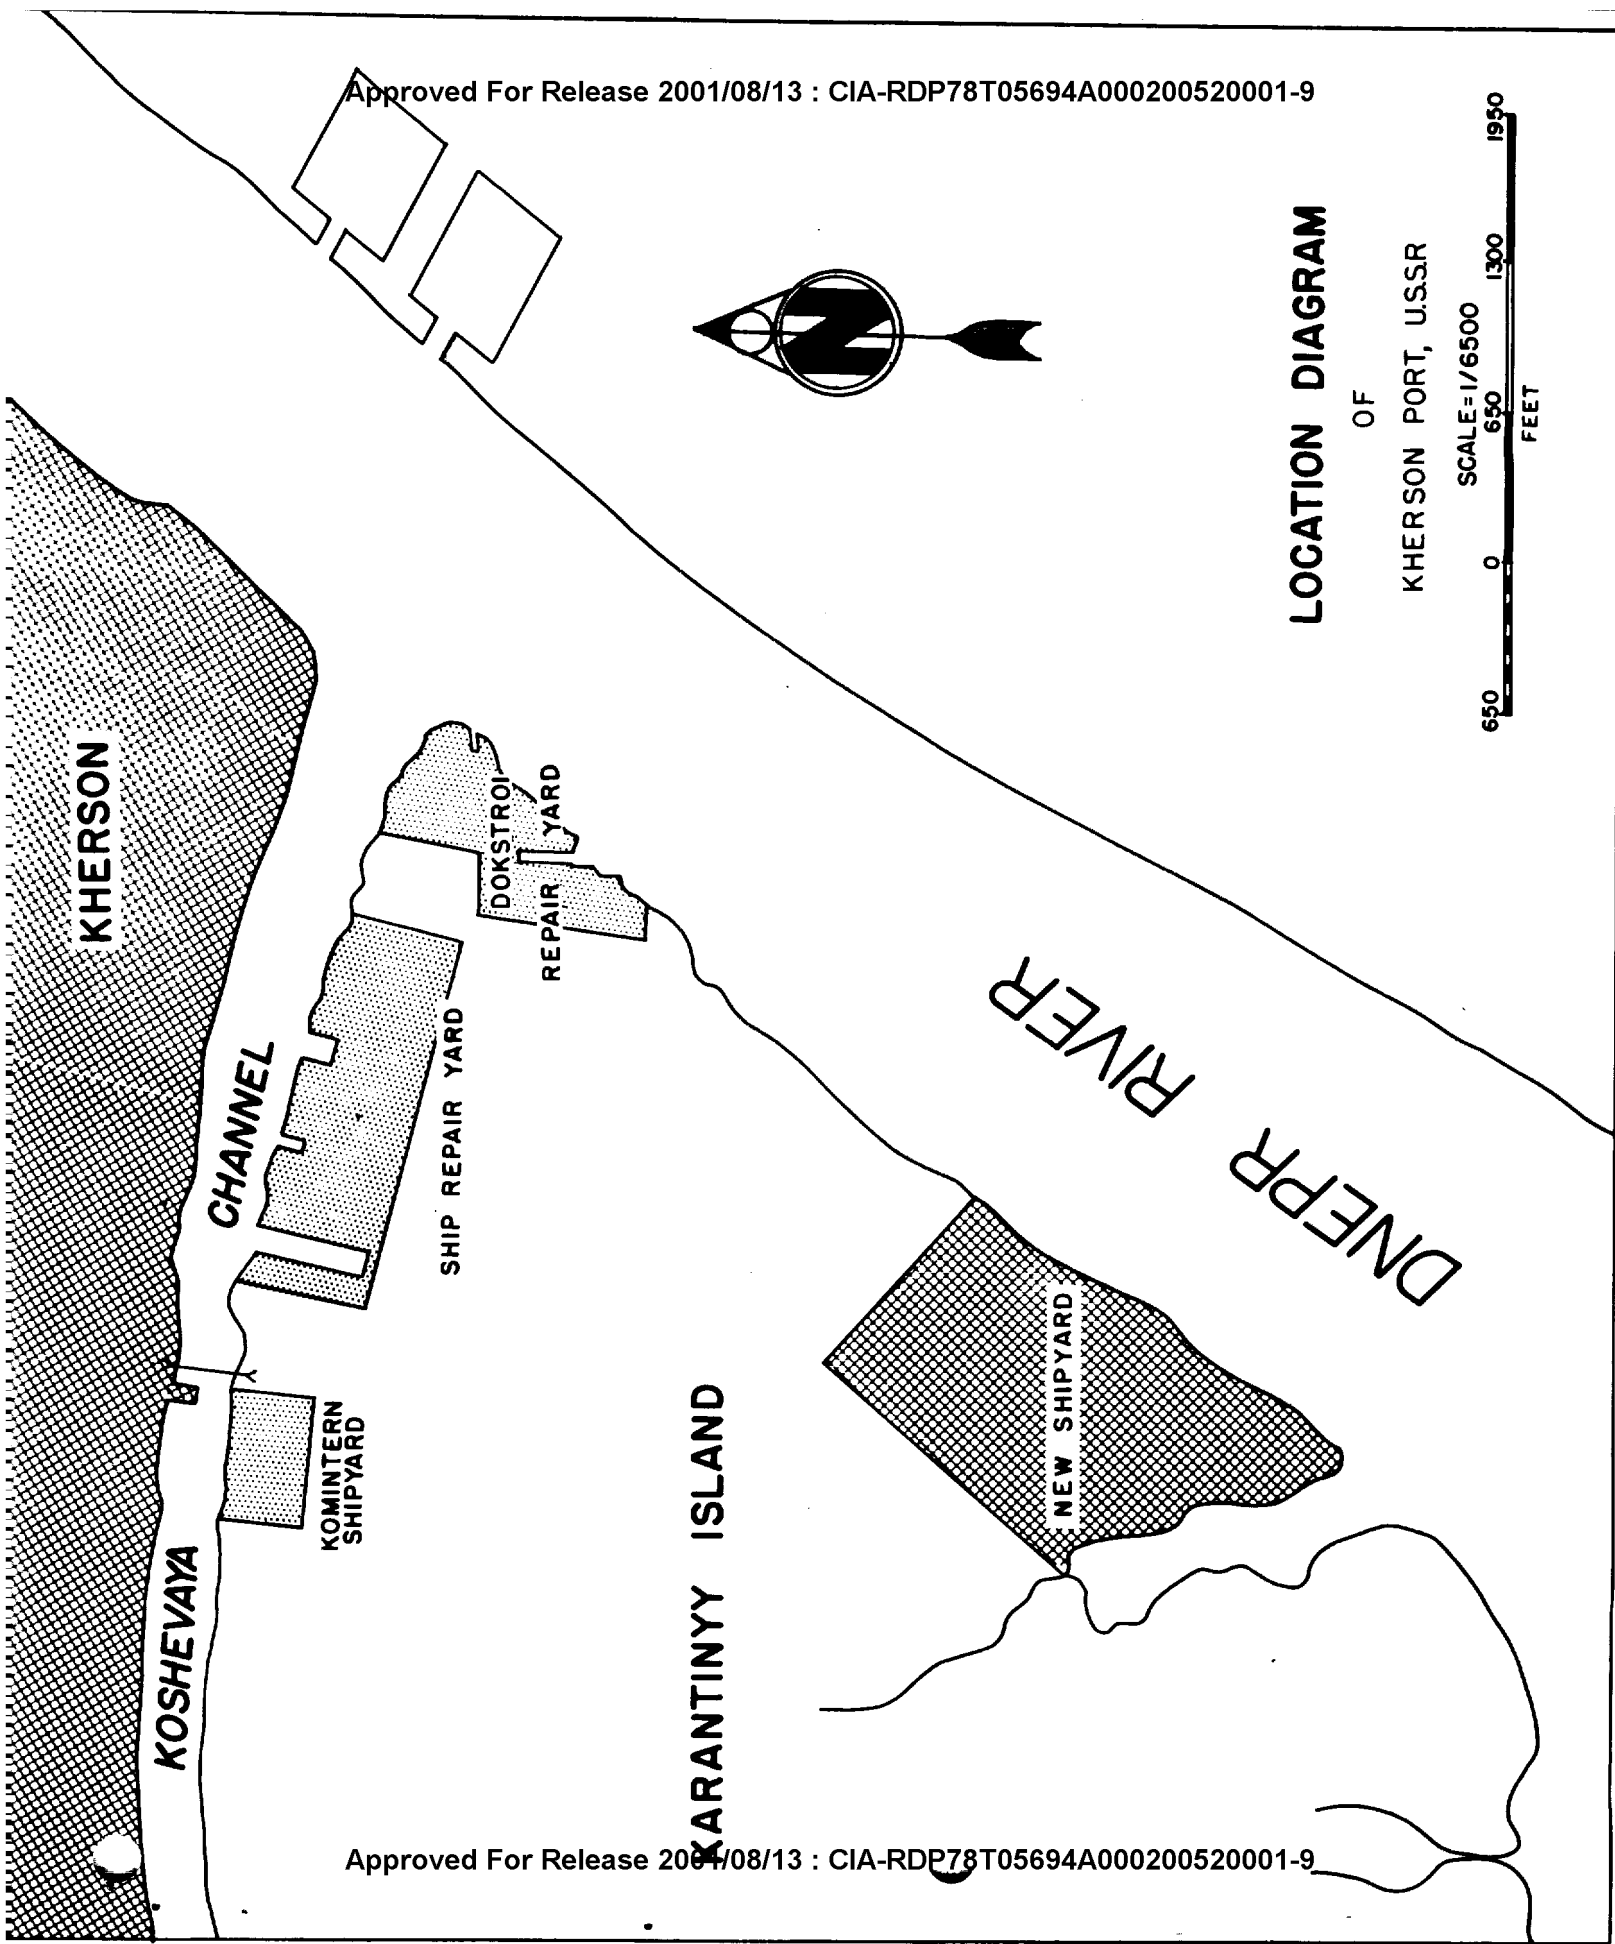 Approved For Release 2001/08/13 : CIA-RDP78T05694A000200520001-9
KHERSON
KOSHEVAYA CHANNEL
KOMINTERN
SHIPYARD
SHIP REPAIR YARD
DOKSTROI
REPAIR YARD
KARANTINYY ISLAND
NEW SHIPYARD
DNEPR RIVER
N
LOCATION DIAGRAM
OF
KHERSON PORT, U.S.S.R
SCALE=1/6500
650 0 650 1300 1950
FEET
Approved For Release 2001/08/13 : CIA-RDP78T05694A000200520001-9